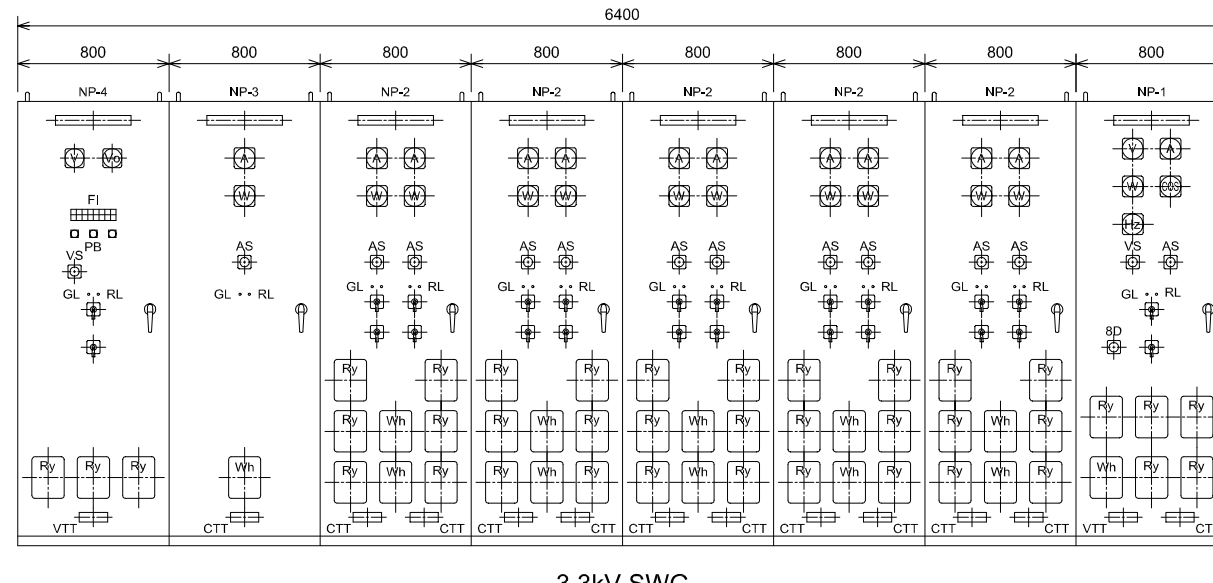 6400
800 800 800 800 800 800 800 800
NP-4 NP-3 NP-2 NP-2 NP-2 NP-2 NP-2 NP-1
V Vo A A A A A A A A A A A V A
W W W W W W W W W W W W COS
FI
Hz
PB
VS AS AS AS AS AS AS AS AS AS AS AS VS AS
GL RL GL RL GL RL GL RL GL RL GL RL GL RL GL RL
8D
Ry Ry Ry Ry Ry Ry Ry Ry Ry Ry
Ry Wh Ry Ry Wh Ry Ry Wh Ry Ry Wh Ry Ry Wh Ry Ry Ry Ry
Ry Ry Ry Wh Ry Wh Ry Ry Wh Ry Ry Wh Ry Ry Wh Ry Ry Wh Ry Wh Ry Ry
VTT CTT CTT CTT CTT CTT CTT CTT CTT CTT CTT CTT VTT